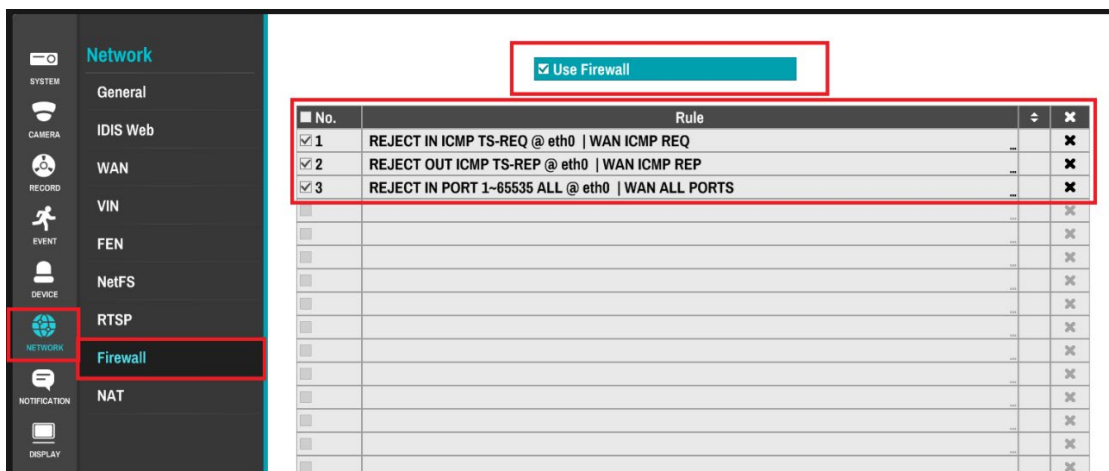 SYSTEM
CAMERA
RECORD
EVENT
DEVICE
NETWORK
NOTIFICATION
DISPLAY
Network
General
IDIS Web
WAN
VIN
FEN
NetFS
RTSP
Firewall
NAT
Use Firewall
No. Rule
1 REJECT IN ICMP TS-REQ @ eth0 | WAN ICMP REQ ...
2 REJECT OUT ICMP TS-REP @ eth0 | WAN ICMP REP ...
3 REJECT IN PORT 1~65535 ALL @ eth0 | WAN ALL PORTS ...